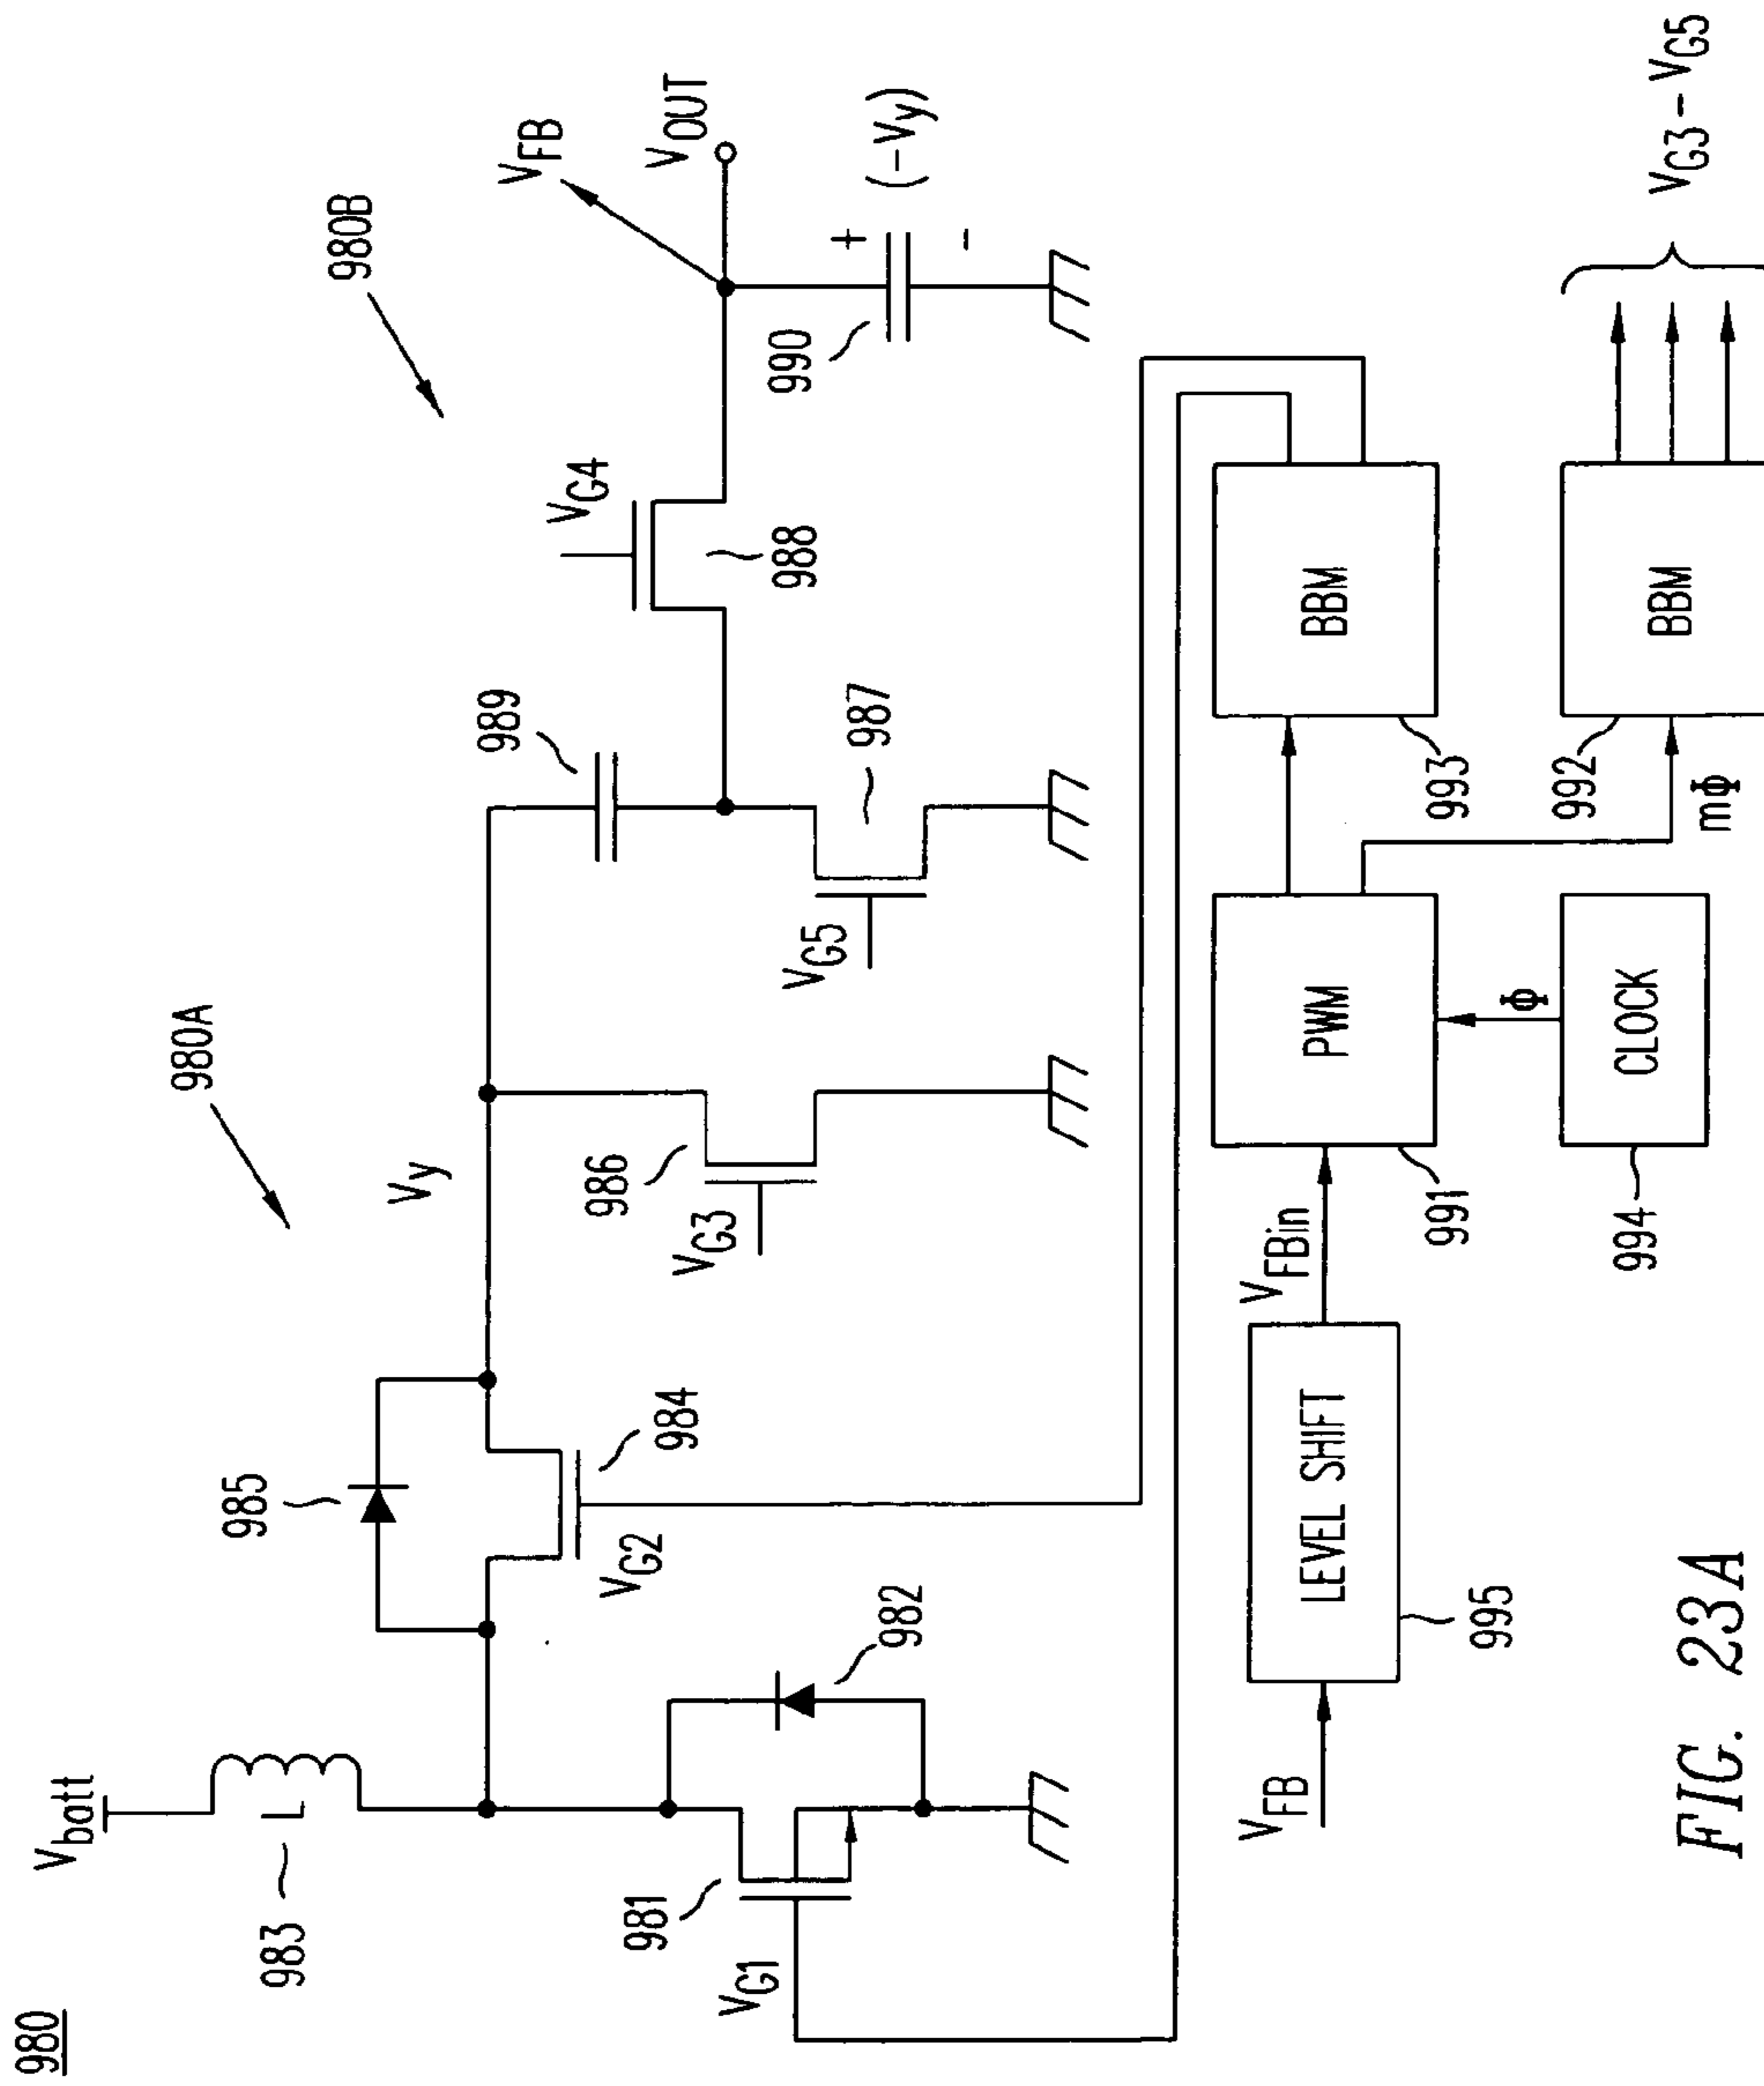 980
V_batt
983
L
980A
980B
985
V_y
989
V_G4
V_FB
V_OUT
984
V_G2
982
981
V_G1
986
V_G3
987
V_G5
988
990
+
-
(-V_y)
V_FB
LEVEL SHIFT
995
V_FBin
PWM
991
Φ
CLOCK
994
BBM
993
mΦ
BBM
992
V_G3 - V_G5
FIG. 23A